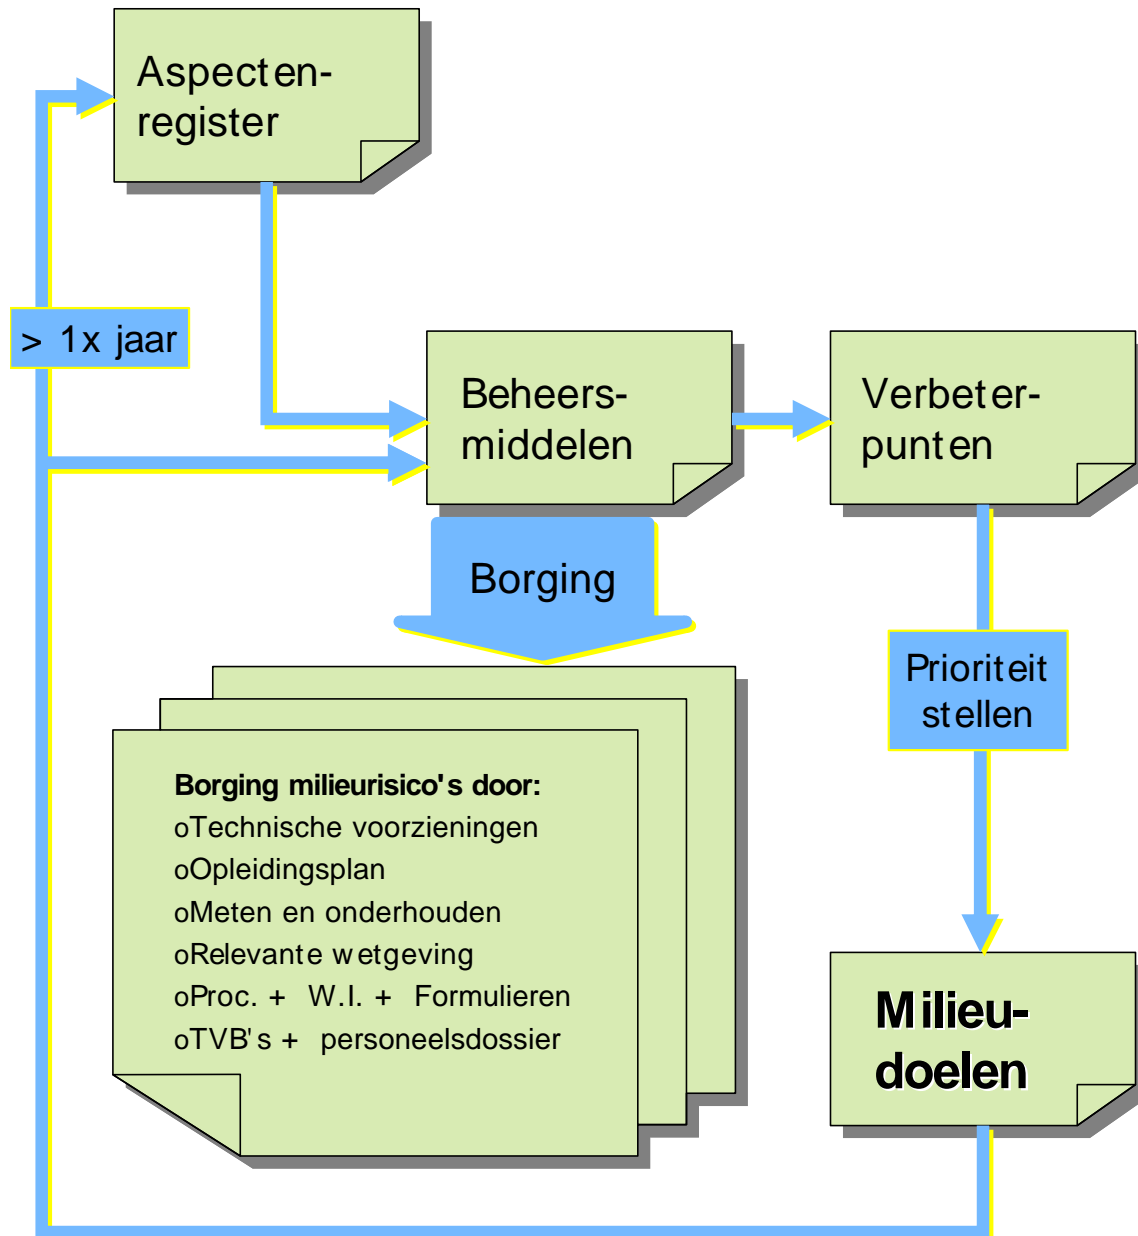 Aspecten-
register
> 1x jaar
Beheers-
middelen
Verbeter-
punten
Borging
Prioriteit
stellen
Borging milieurisico's door:
oTechnische voorzieningen
oOpleidingsplan
oMeten en onderhouden
oRelevante wetgeving
oProc. + W.I. + Formulieren
oTVB's + personeelsdossier
Milieu-
doelen